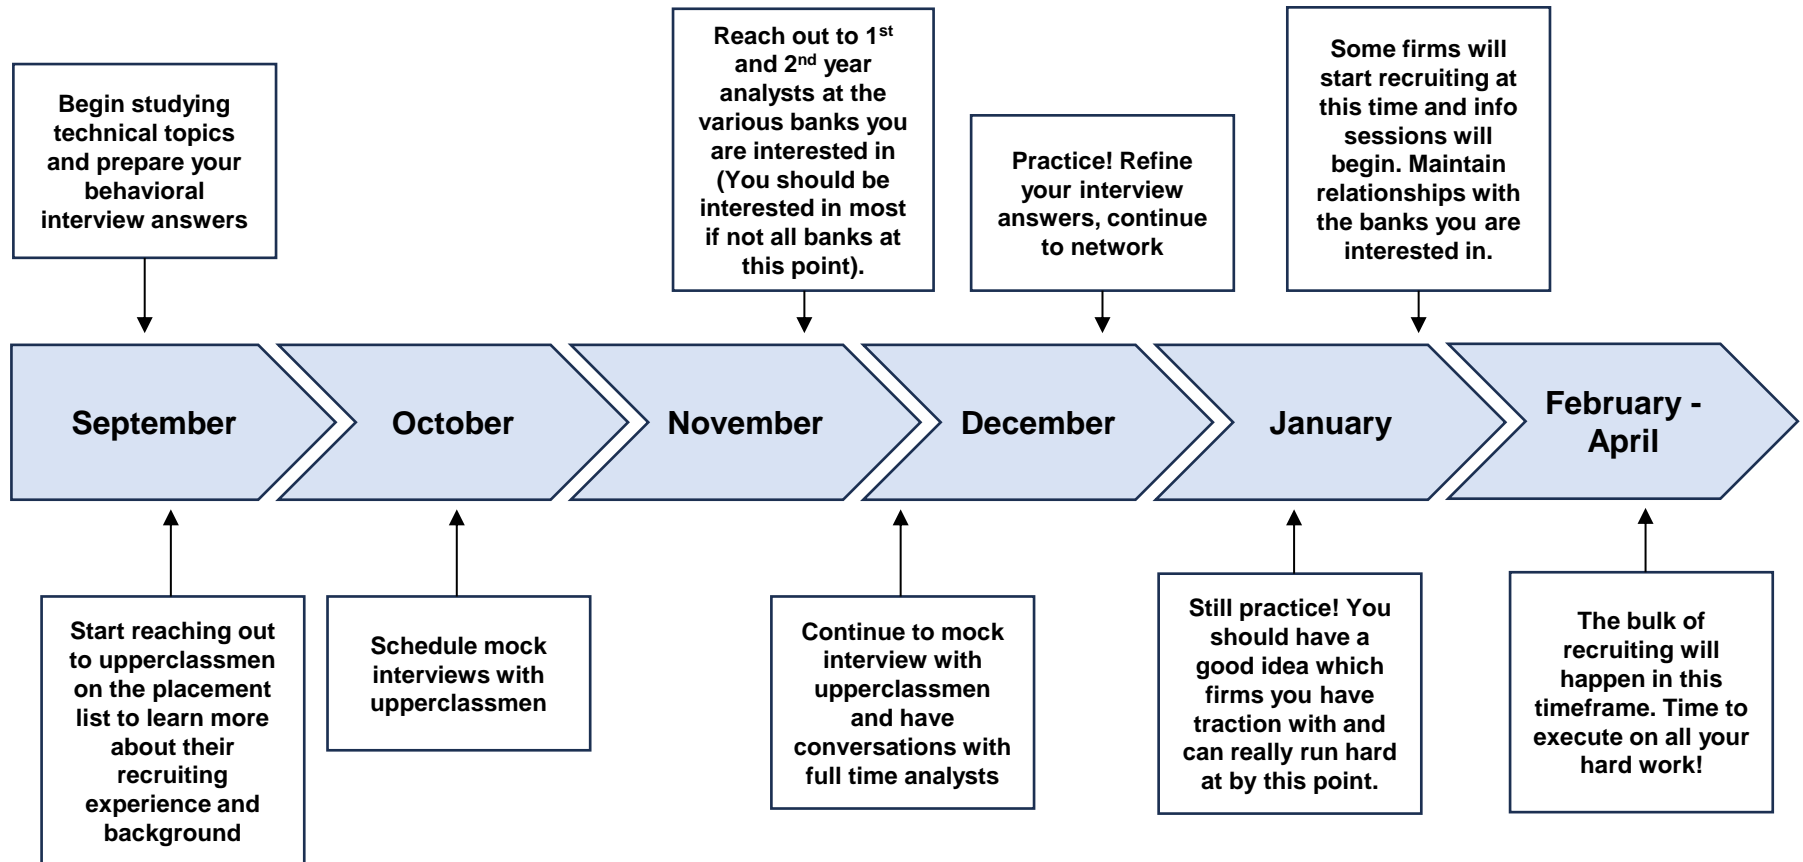 Begin studying
technical topics
and prepare your
behavioral
interview answers
Reach out to 1st
and 2nd year
analysts at the
various banks you
are interested in
(You should be
interested in most
if not all banks at
this point).
Practice! Refine
your interview
answers, continue
to network
Some firms will
start recruiting at
this time and info
sessions will
begin. Maintain
relationships with
the banks you are
interested in.
September
October
November
December
January
February -
April
Start reaching out
to upperclassmen
on the placement
list to learn more
about their
recruiting
experience and
background
Schedule mock
interviews with
upperclassmen
Continue to mock
interview with
upperclassmen
and have
conversations with
full time analysts
Still practice! You
should have a
good idea which
firms you have
traction with and
can really run hard
at by this point.
The bulk of
recruiting will
happen in this
timeframe. Time to
execute on all your
hard work!